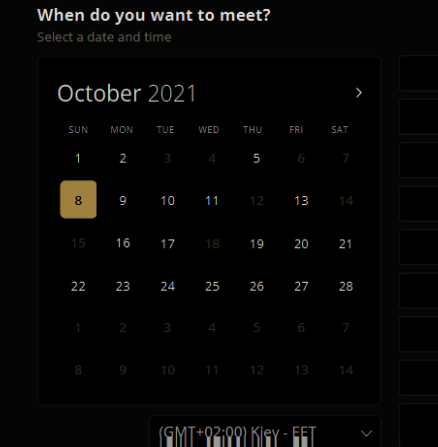 When do you want to meet?
Select a date and time
October 2021
SUN MON TUE WED THU FRI SAT
1 2 3 4 5 6 7
8 9 10 11 12 13 14
15 16 17 18 19 20 21
22 23 24 25 26 27 28
1 2 3 4 5 6 7
8 9 10 11 12 13 14
(GMT+02:00) Kiev - EET